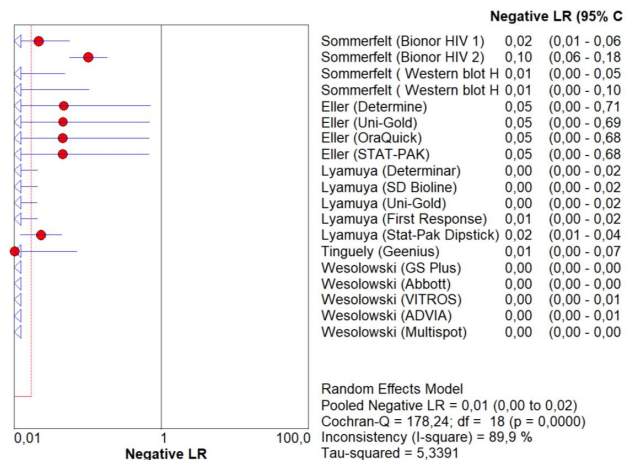 Negative LR (95% C
Sommerfelt (Bionor HIV 1) 0,02 (0,01 - 0,06
Sommerfelt (Bionor HIV 2) 0,10 (0,06 - 0,18
Sommerfelt ( Western blot H 0,01 (0,00 - 0,05
Sommerfelt ( Western blot H 0,01 (0,00 - 0,10
Eller (Determine) 0,05 (0,00 - 0,71
Eller (Uni-Gold) 0,05 (0,00 - 0,69
Eller (OraQuick) 0,05 (0,00 - 0,68
Eller (STAT-PAK) 0,05 (0,00 - 0,68
Lyamuya (Determinar) 0,00 (0,00 - 0,02
Lyamuya (SD Bioline) 0,00 (0,00 - 0,02
Lyamuya (Uni-Gold) 0,00 (0,00 - 0,02
Lyamuya (First Response) 0,01 (0,00 - 0,02
Lyamuya (Stat-Pak Dipstick) 0,02 (0,01 - 0,04
Tinguely (Geenius) 0,01 (0,00 - 0,07
Wesolowski (GS Plus) 0,00 (0,00 - 0,00
Wesolowski (Abbott) 0,00 (0,00 - 0,00
Wesolowski (VITROS) 0,00 (0,00 - 0,01
Wesolowski (ADVIA) 0,00 (0,00 - 0,01
Wesolowski (Multispot) 0,00 (0,00 - 0,00
Random Effects Model
Pooled Negative LR = 0,01 (0,00 to 0,02)
Cochran-Q = 178,24; df = 18 (p = 0,0000)
Inconsistency (I-square) = 89,9 %
Tau-squared = 5,3391
0,01 1 100,0
Negative LR